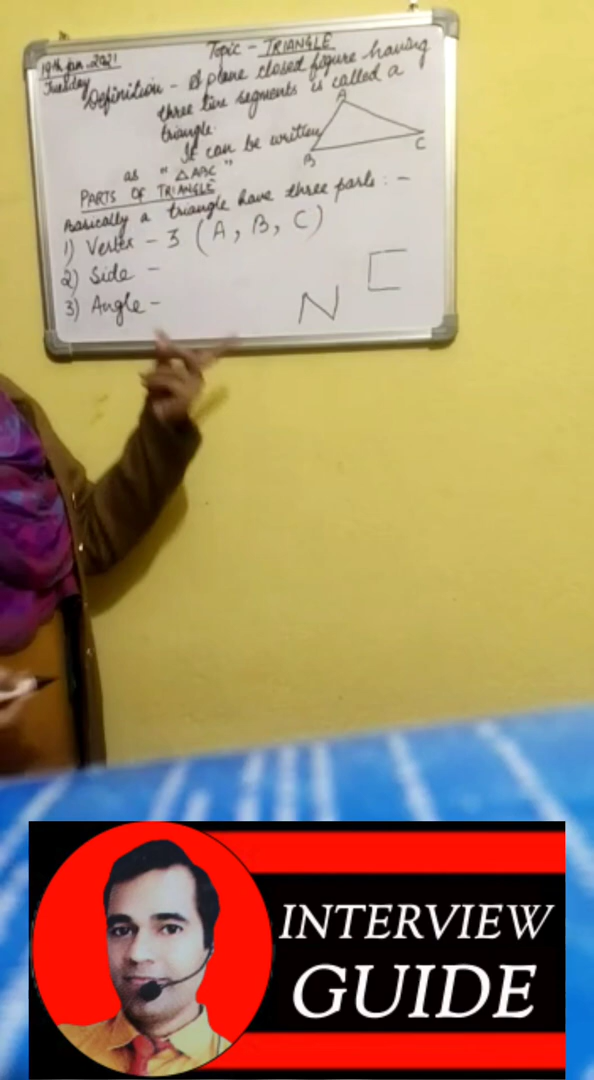 19th Jan. 2021
Tuesday
Topic - TRIANGLE
Definition - A plane closed figure having
three line segments is called a
triangle.
It can be written
as " △ABC "
A
B
C
PARTS OF TRIANGLE
Basically a triangle have three parts : -
1) Vertex - 3 (A, B, C)
2) Side -
3) Angle -
INTERVIEW
GUIDE